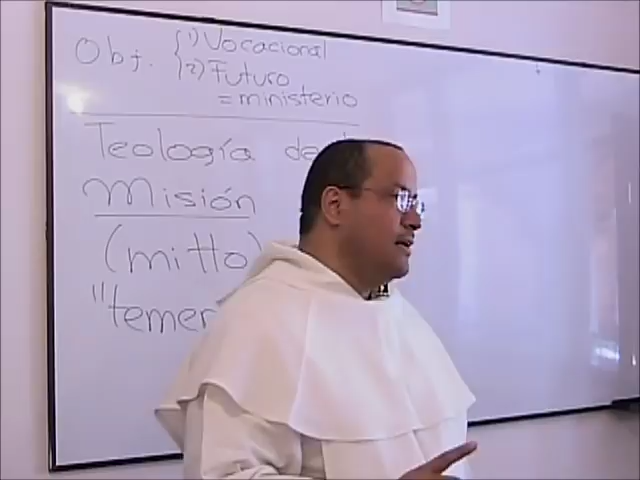 Obj. 1) Vocacional
2) Futuro
= ministerio
Teología de
Misión
(mitto)
"temer